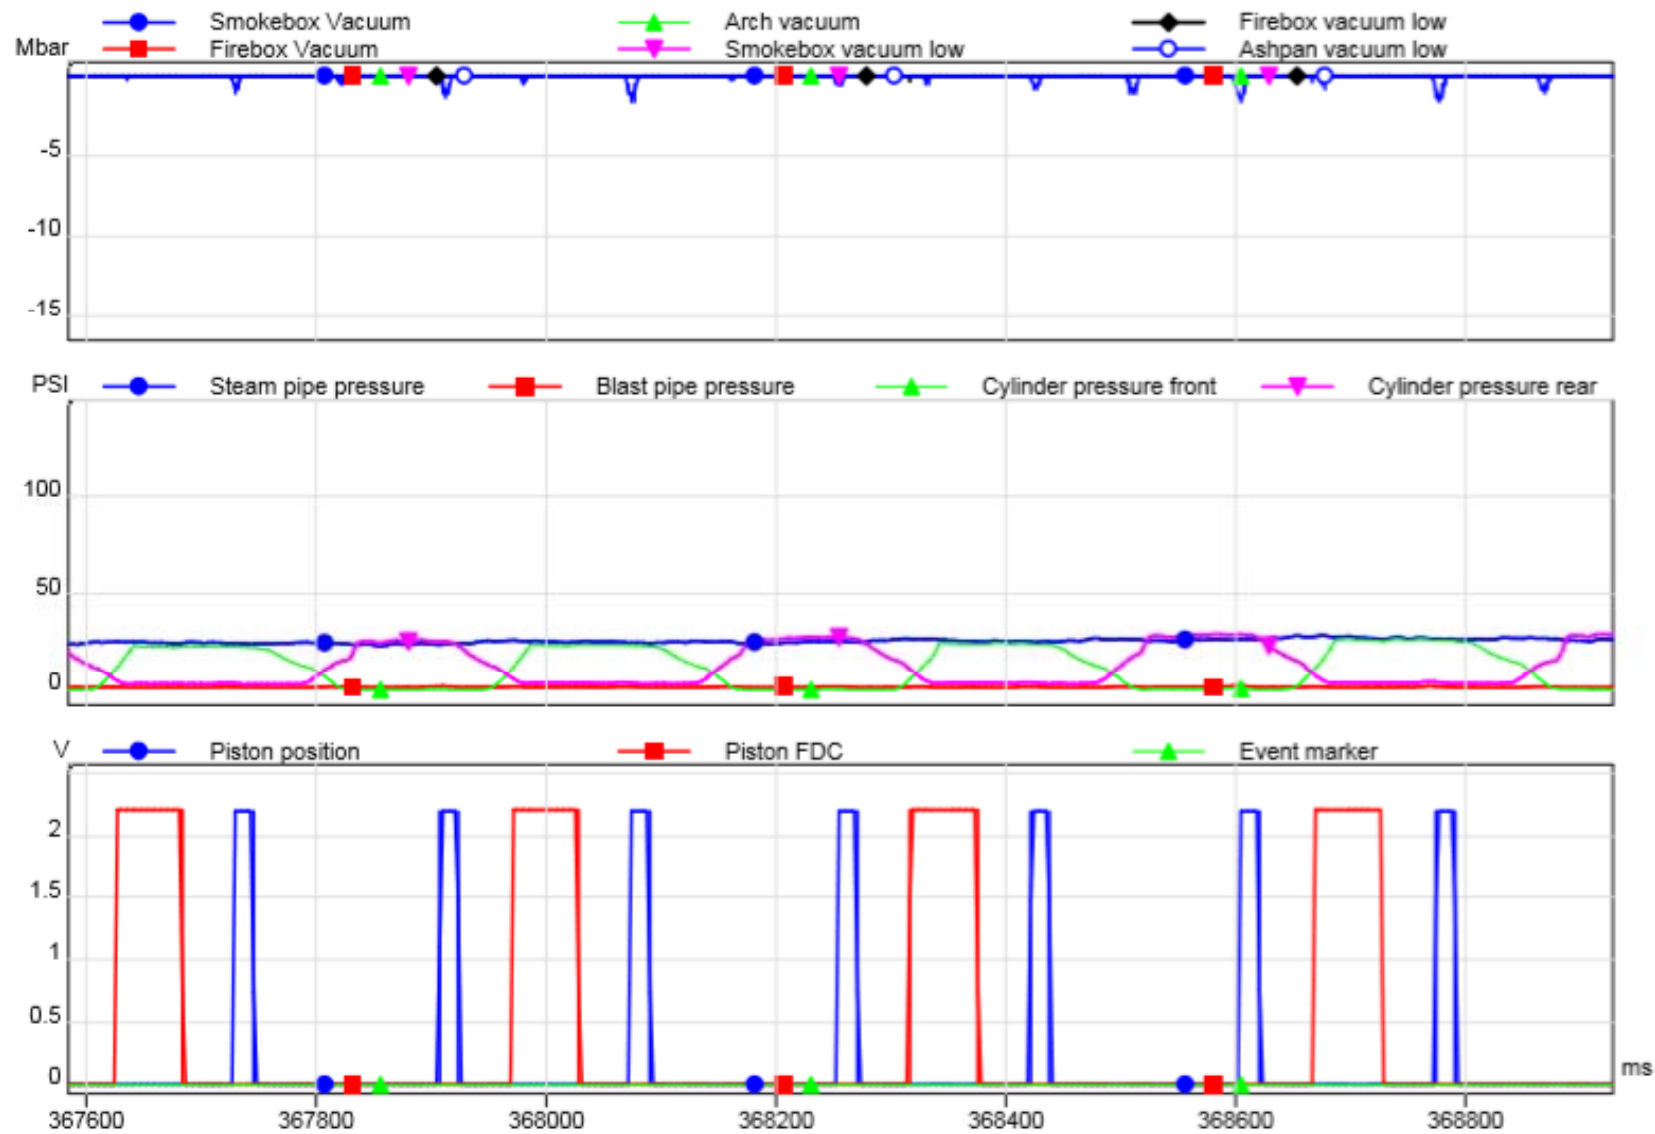 Smokebox Vacuum Arch vacuum Firebox vacuum low
Mbar Firebox Vacuum Smokebox vacuum low Ashpan vacuum low
-5
-10
-15
PSI Steam pipe pressure Blast pipe pressure Cylinder pressure front Cylinder pressure rear
100
50
0
V Piston position Piston FDC Event marker
2
1.5
1
0.5
0
ms
367600 367800 368000 368200 368400 368600 368800